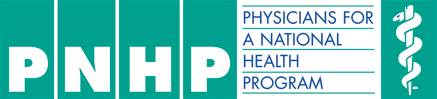 PNHP
PHYSICIANS FOR
A NATIONAL
HEALTH
PROGRAM